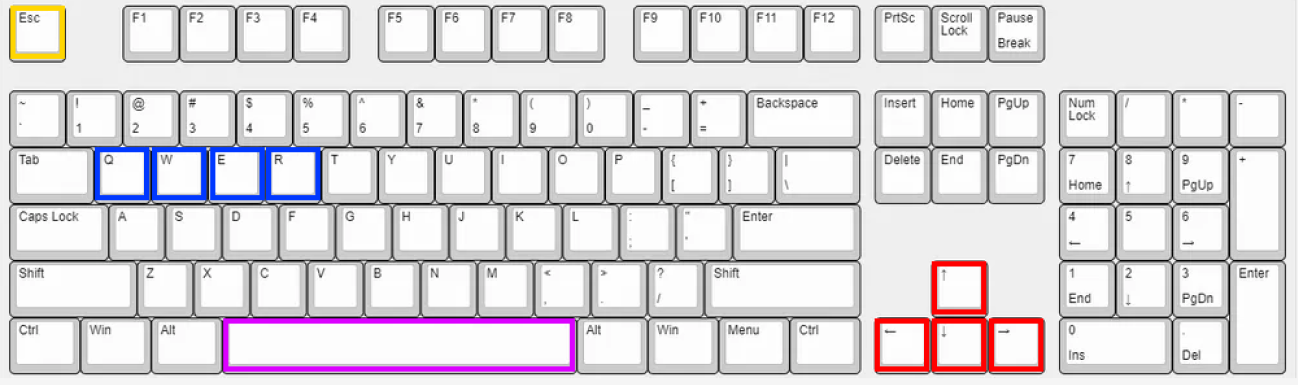 Esc F1 F2 F3 F4 F5 F6 F7 F8 F9 F10 F11 F12 PrtSc Scroll Pause
Lock Break
~ ! @ # $ % ^ & * ( ) _ + Backspace Insert Home PgUp Num / * -
` 1 2 3 4 5 6 7 8 9 0 - = Lock
Tab Q W E R T Y U I O P { } | Delete End PgDn 7 8 9 +
[ ] \ Home ↑ PgUp
Caps Lock A S D F G H J K L : " Enter 4 5 6
; ' ← →
Shift Z X C V B N M < > ? Shift ↑ 1 2 3 Enter
, . / End ↓ PgDn
Ctrl Win Alt Alt Win Menu Ctrl ← ↓ → 0 .
Ins Del